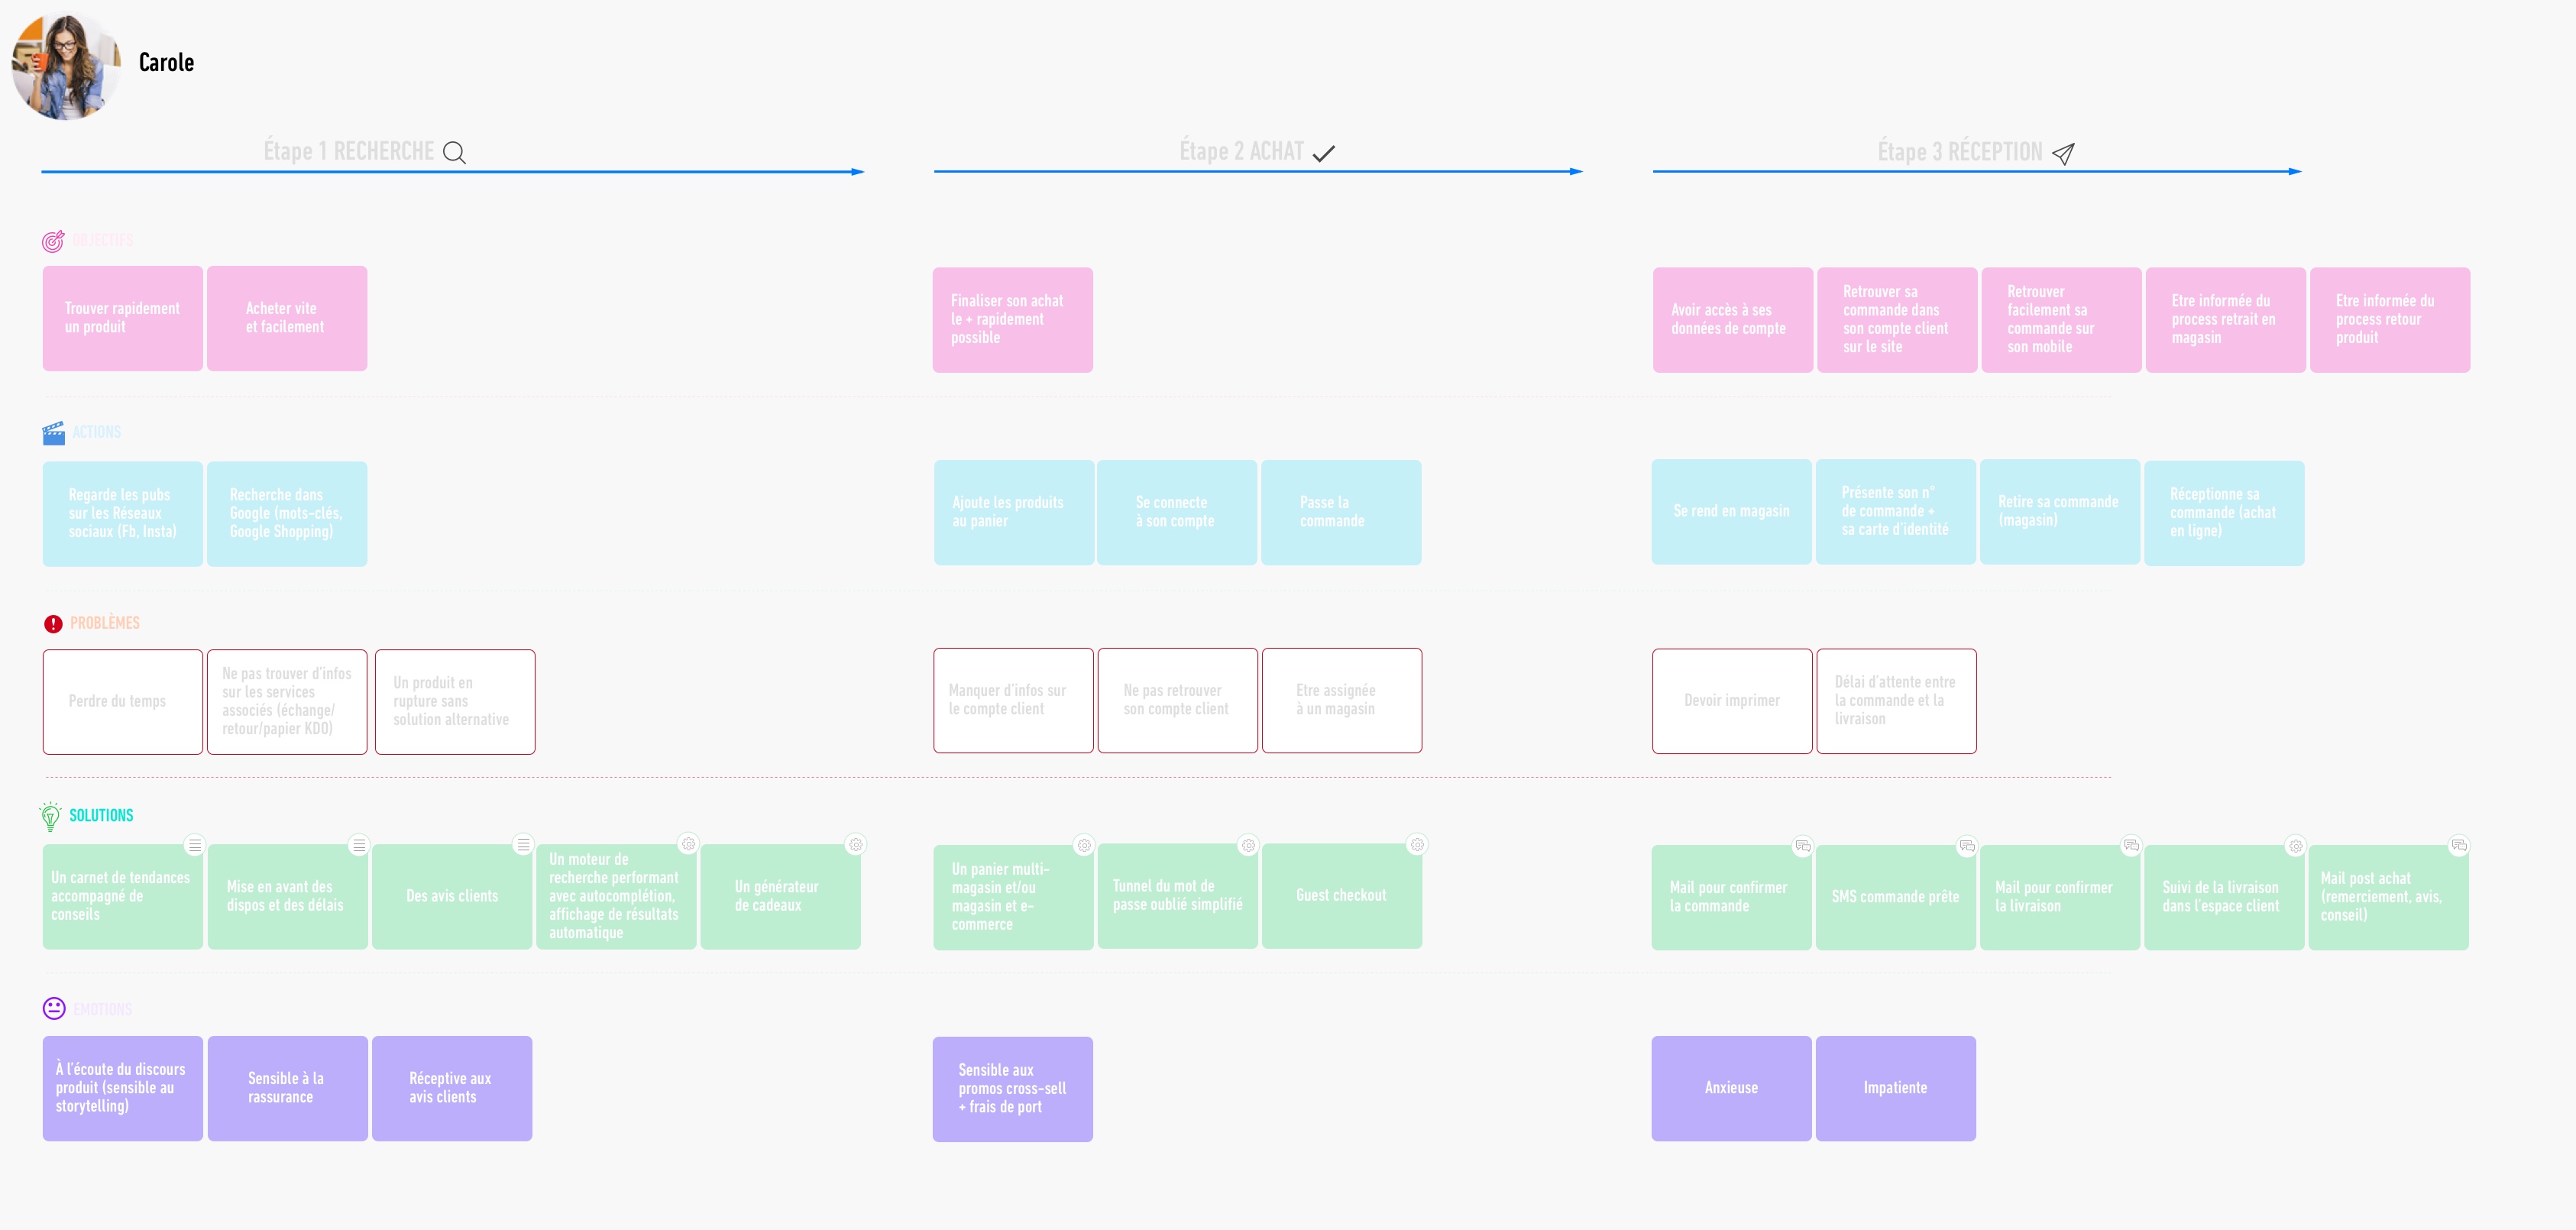 Carole
Étape 1 RECHERCHE
Étape 2 ACHAT
Étape 3 RÉCEPTION
OBJECTIFS
Trouver rapidement
un produit
Acheter vite
et facilement
Finaliser son achat
le + rapidement
possible
Avoir accès à ses
données de compte
Retrouver sa
commande dans
son compte client
sur le site
Retrouver
facilement sa
commande sur
son mobile
Etre informée du
process retrait en
magasin
Etre informée du
process retour
produit
ACTIONS
Regarde les pubs
sur les Réseaux
sociaux (Fb, Insta)
Recherche dans
Google (mots-clés,
Google Shopping)
Ajoute les produits
au panier
Se connecte
à son compte
Passe la
commande
Se rend en magasin
Présente son n°
de commande +
sa carte d'identité
Retire sa commande
(magasin)
Réceptionne sa
commande (achat
en ligne)
PROBLÈMES
Perdre du temps
Ne pas trouver d'infos
sur les services
associés (échange/
retour/papier KDO)
Un produit en
rupture sans
solution alternative
Manquer d'infos sur
le compte client
Ne pas retrouver
son compte client
Etre assignée
à un magasin
Devoir imprimer
Délai d'attente entre
la commande et la
livraison
SOLUTIONS
Un carnet de tendances
accompagné de
conseils
Mise en avant des
dispos et des délais
Des avis clients
Un moteur de
recherche performant
avec autocomplétion,
affichage de résultats
automatique
Un générateur
de cadeaux
Un panier multi-
magasin et/ou
magasin et e-
commerce
Tunnel du mot de
passe oublié simplifié
Guest checkout
Mail pour confirmer
la commande
SMS commande prête
Mail pour confirmer
la livraison
Suivi de la livraison
dans l'espace client
Mail post achat
(remerciement, avis,
conseil)
EMOTIONS
À l'écoute du discours
produit (sensible au
storytelling)
Sensible à la
rassurance
Réceptive aux
avis clients
Sensible aux
promos cross-sell
+ frais de port
Anxieuse
Impatiente